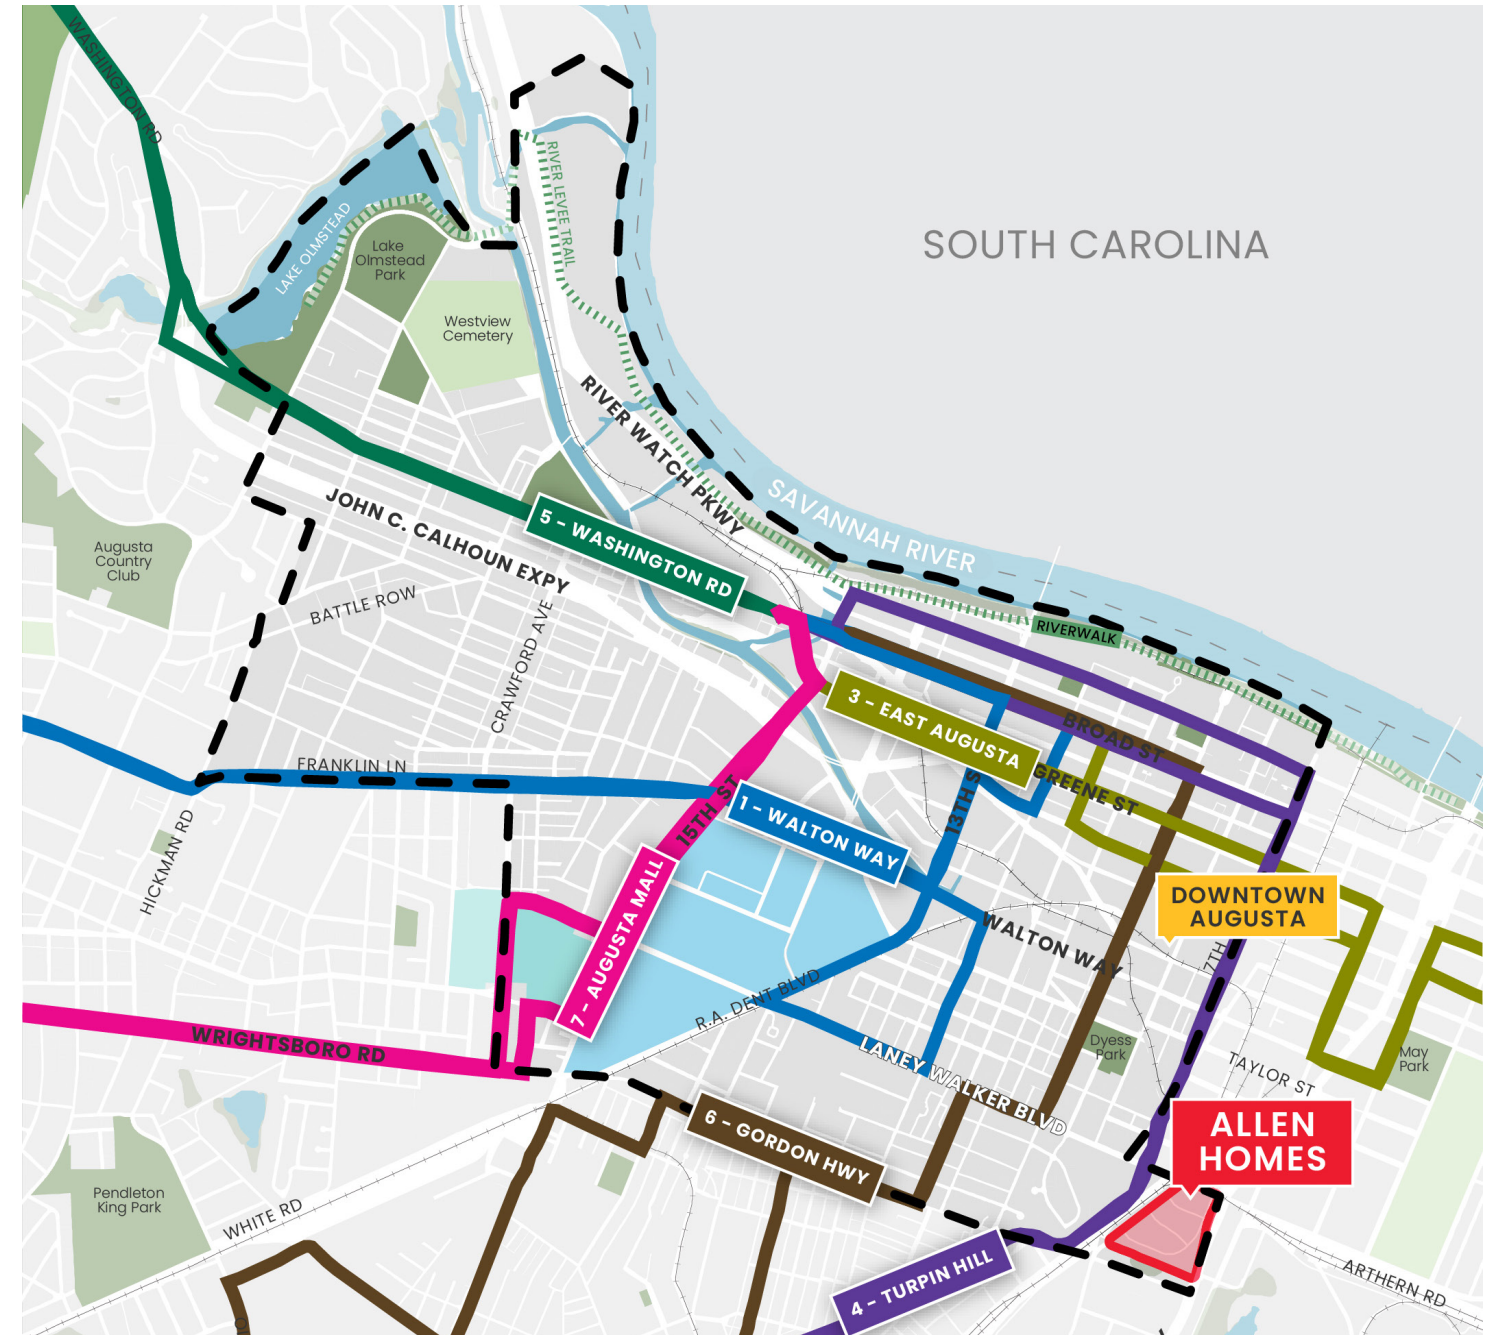 WASHINGTON RD
LAKE OLMSTEAD
Lake
Olmstead
Park
RIVER LEVEE TRAIL
SOUTH CAROLINA
Westview
Cemetery
RIVER WATCH PKWY
SAVANNAH RIVER
JOHN C. CALHOUN EXPY
5 - WASHINGTON RD
Augusta
Country
Club
BATTLE ROW
CRAWFORD AVE
RIVERWALK
3 - EAST AUGUSTA
BROAD ST
GREENE ST
FRANKLIN LN
15TH ST
13TH S
1 - WALTON WAY
HICKMAN RD
7 - AUGUSTA MALL
DOWNTOWN
AUGUSTA
WALTON WAY
7TH
R.A. DENT BLVD
WRIGHTSBORO RD
LANEY WALKER BLVD
Dyess
Park
May
Park
TAYLOR ST
6 - GORDON HWY
ALLEN
HOMES
Pendleton
King Park
WHITE RD
4 - TURPIN HILL
ARTHERN RD